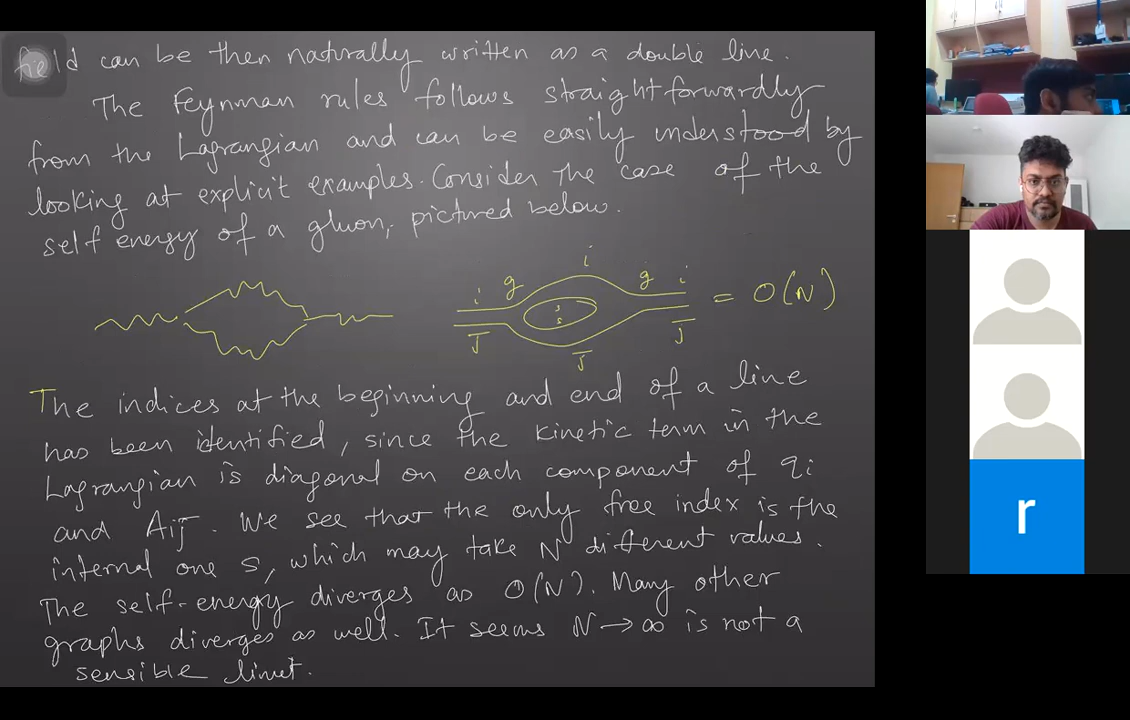 field can be then naturally written as a double line.
The Feynman rules follows straightforwardly
from the Lagrangian and can be easily understood by
looking at explicit examples. Consider the case of the
self energy of a gluon, pictured below.
i g i g i = O(N)
s
J J J
The indices at the beginning and end of a line
has been identified, since the kinetic term in the
Lagrangian is diagonal on each component of qi
and AiJ. We see that the only free index is the
internal one s, which may take N different values.
The self-energy diverges as O(N). Many other
graphs diverges as well. It seems N→∞ is not a
sensible limit.
r